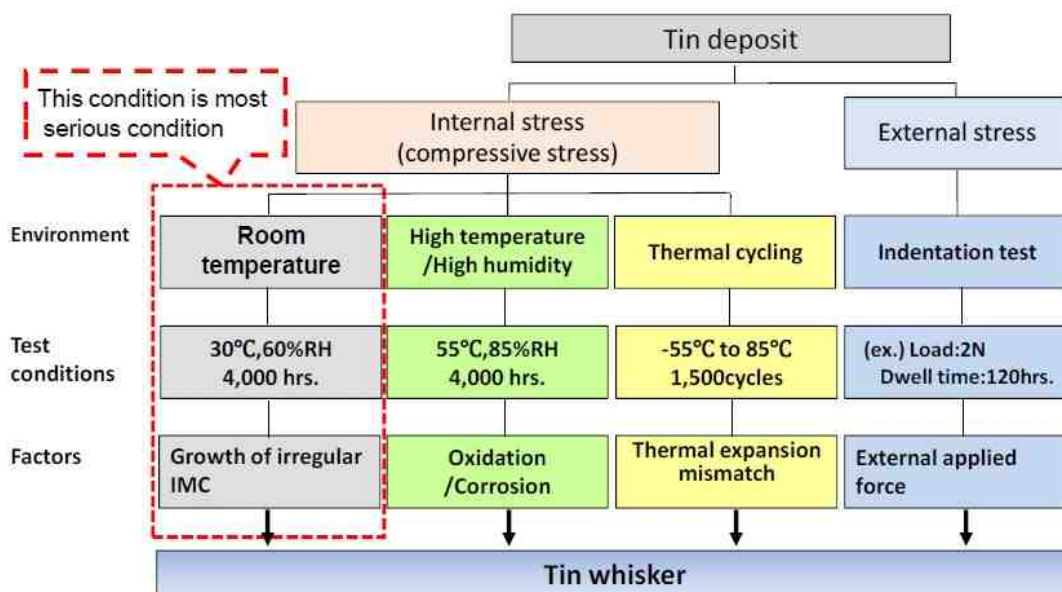 Tin deposit
This condition is most
serious condition
Internal stress
(compressive stress)
External stress
Environment
Room
temperature
High temperature
/High humidity
Thermal cycling
Indentation test
Test
conditions
30℃,60%RH
4,000 hrs.
55℃,85%RH
4,000 hrs.
-55℃ to 85℃
1,500cycles
(ex.) Load:2N
Dwell time:120hrs.
Factors
Growth of irregular
IMC
Oxidation
/Corrosion
Thermal expansion
mismatch
External applied
force
Tin whisker